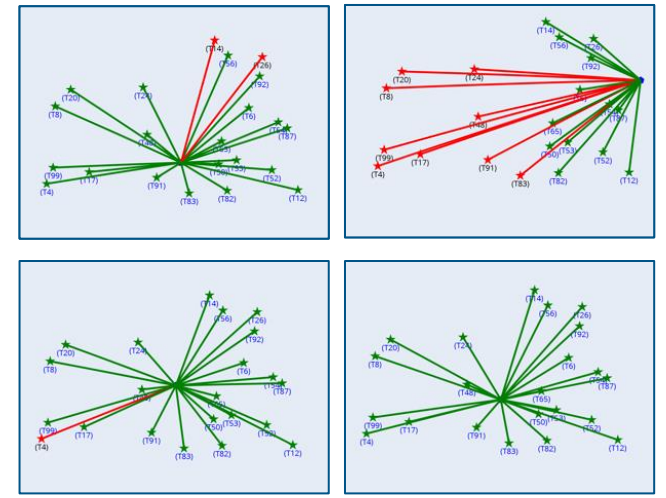 (T14)
(T56)
(T26)
(T92)
(T20)
(T24)
(T8)
(T6)
(T87)
(T99)
(T17)
(T4)
(T91)
(T83)
(T82)
(T52)
(T12)
(T14)
(T56)
(T26)
(T92)
(T20)
(T24)
(T8)
(T48)
(T87)
(T65)
(T50)
(T53)
(T99)
(T4)
(T17)
(T91)
(T83)
(T82)
(T52)
(T12)
(T14)
(T56)
(T26)
(T92)
(T20)
(T24)
(T8)
(T6)
(T87)
(T50)
(T53)
(T99)
(T17)
(T4)
(T91)
(T83)
(T82)
(T12)
(T14)
(T56)
(T26)
(T92)
(T20)
(T24)
(T8)
(T6)
(T87)
(T48)
(T65)
(T50)
(T99)
(T17)
(T4)
(T91)
(T83)
(T82)
(T52)
(T12)